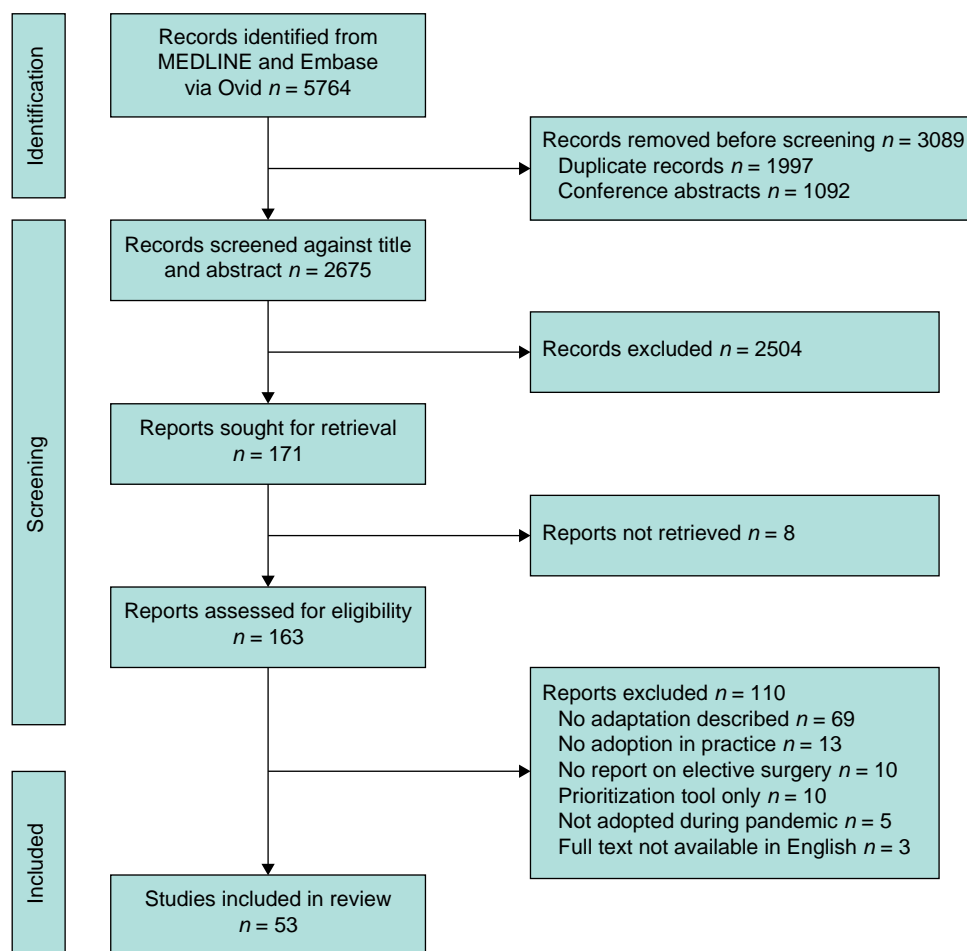 Identification
Records identified from
MEDLINE and Embase
via Ovid n = 5764
Records removed before screening n = 3089
Duplicate records n = 1997
Conference abstracts n = 1092
Screening
Records screened against title
and abstract n = 2675
Records excluded n = 2504
Reports sought for retrieval
n = 171
Reports not retrieved n = 8
Reports assessed for eligibility
n = 163
Reports excluded n = 110
No adaptation described n = 69
No adoption in practice n = 13
No report on elective surgery n = 10
Prioritization tool only n = 10
Not adopted during pandemic n = 5
Full text not available in English n = 3
Included
Studies included in review
n = 53